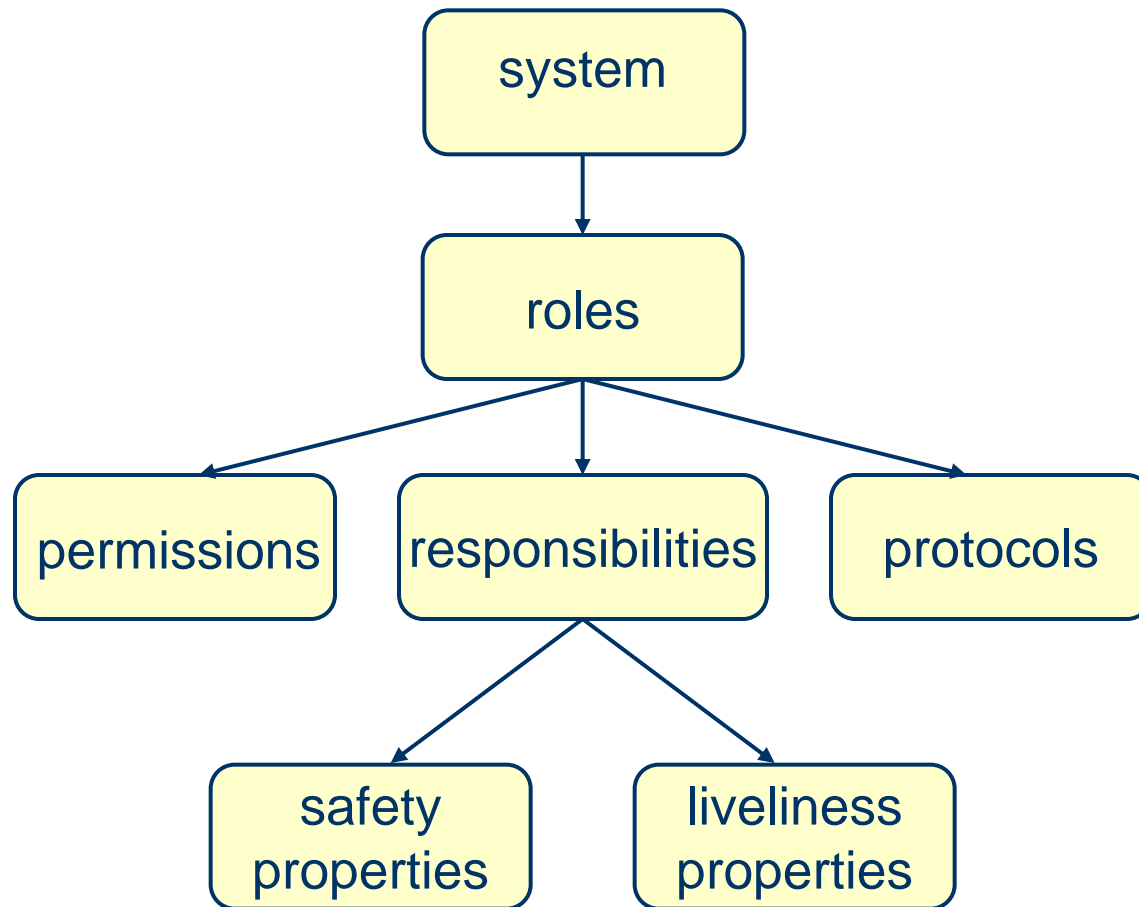 system
roles
permissions
responsibilities
protocols
safety
properties
liveliness
properties